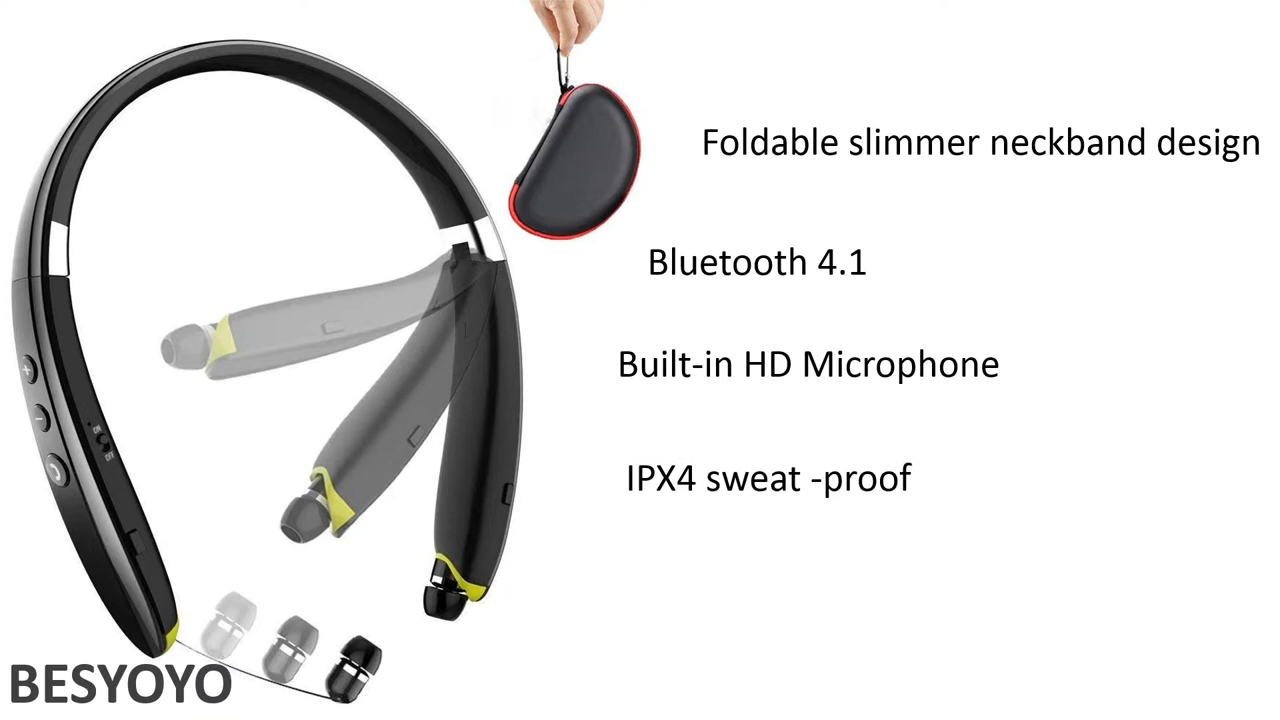 Foldable slimmer neckband design
Bluetooth 4.1
Built-in HD Microphone
IPX4 sweat -proof
BESYOYO